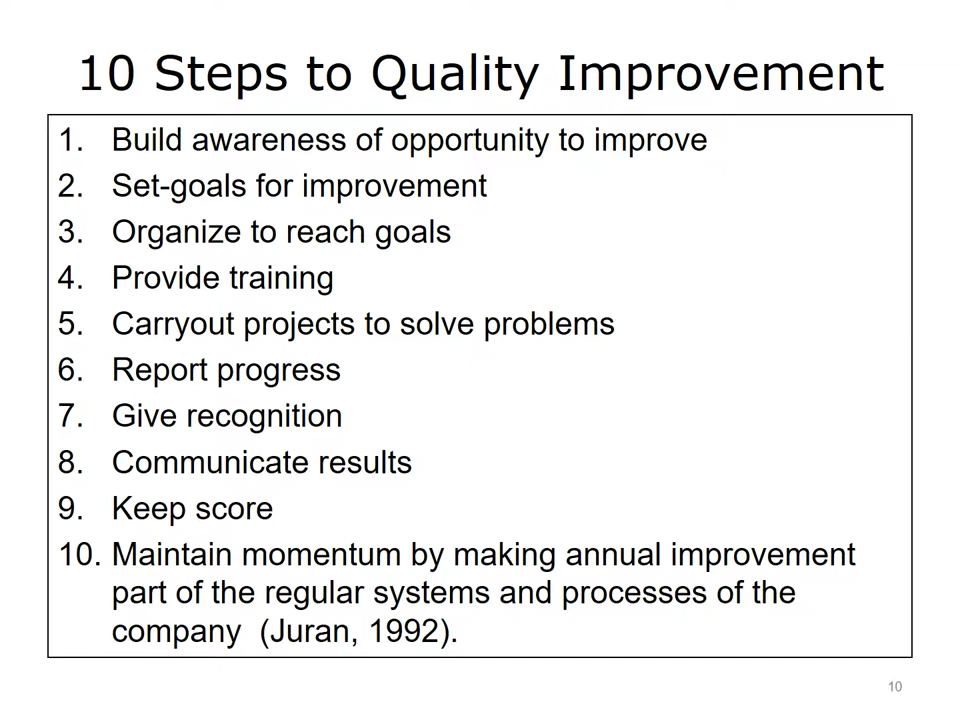 10 Steps to Quality Improvement
1. Build awareness of opportunity to improve
2. Set-goals for improvement
3. Organize to reach goals
4. Provide training
5. Carryout projects to solve problems
6. Report progress
7. Give recognition
8. Communicate results
9. Keep score
10. Maintain momentum by making annual improvement
part of the regular systems and processes of the
company  (Juran, 1992).
10